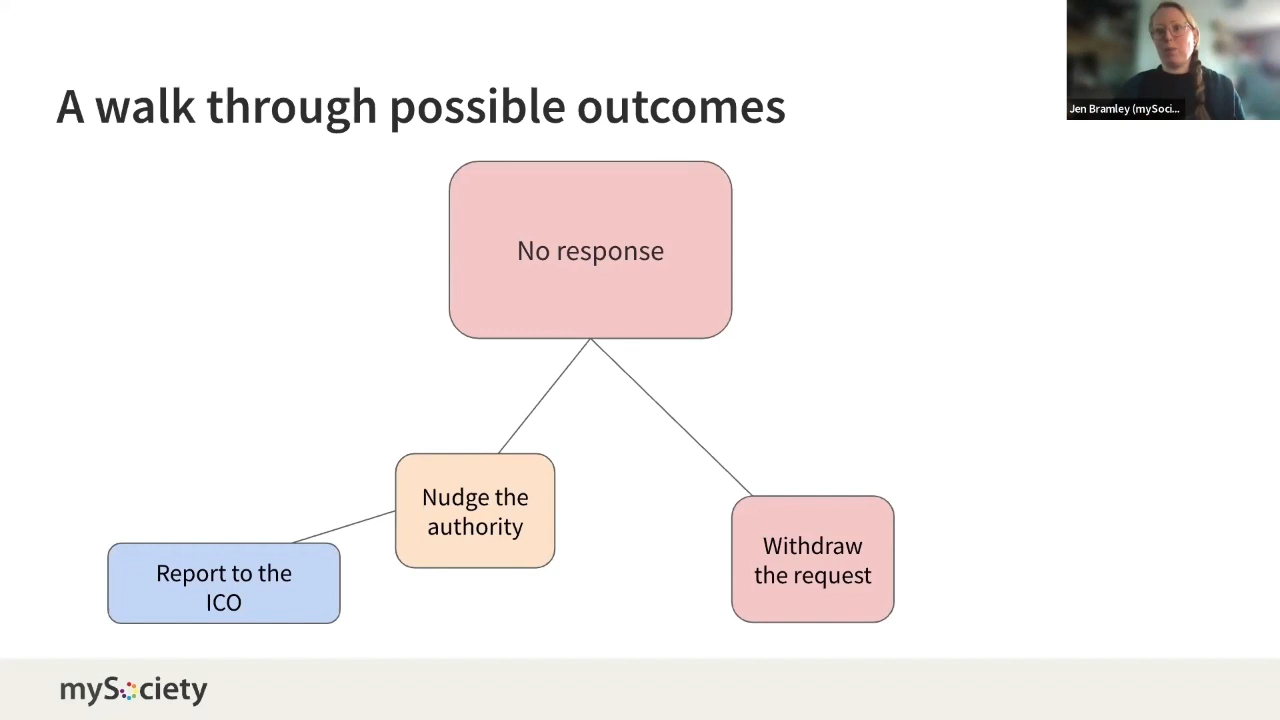 Jen Bramley (mySoci...
A walk through possible outcomes
No response
Nudge the
authority
Withdraw
the request
Report to the
ICO
mySociety